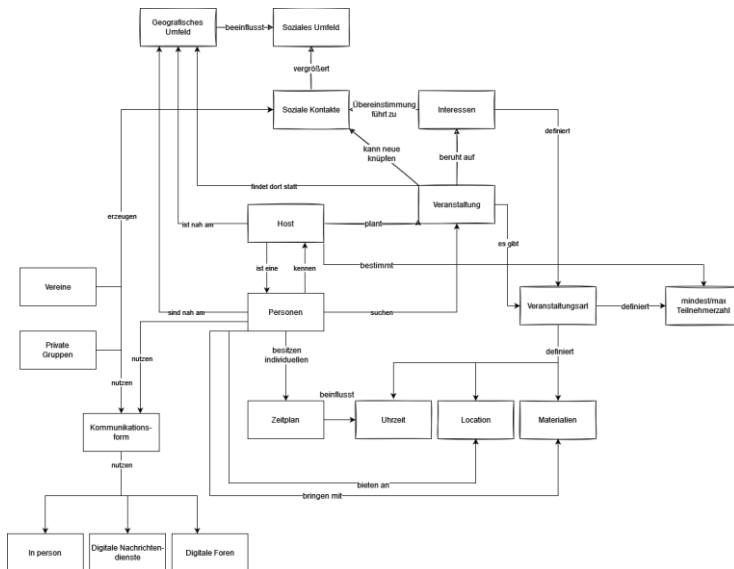 Geografisches
Umfeld
beeinflusst
Soziales Umfeld
vergrößert
Soziale Kontakte
Übereinstimmung
führt zu
Interessen
definiert
kann neue
knüpfen
beruht auf
findet dort statt
Veranstaltung
erzeugen
ist nah am
Host
plant
es gibt
ist eine
kennen
bestimmt
Vereine
Personen
sind nah am
suchen
Veranstaltungsart
definiert
mindest/max
Teilnehmerzahl
Private
Gruppen
nutzen
nutzen
besitzen
individuellen
definiert
beeinflusst
Zeitplan
Uhrzeit
Location
Materialien
Kommunikations-
form
nutzen
bieten an
bringen mit
In person
Digitale Nachrichten-
dienste
Digitale Foren